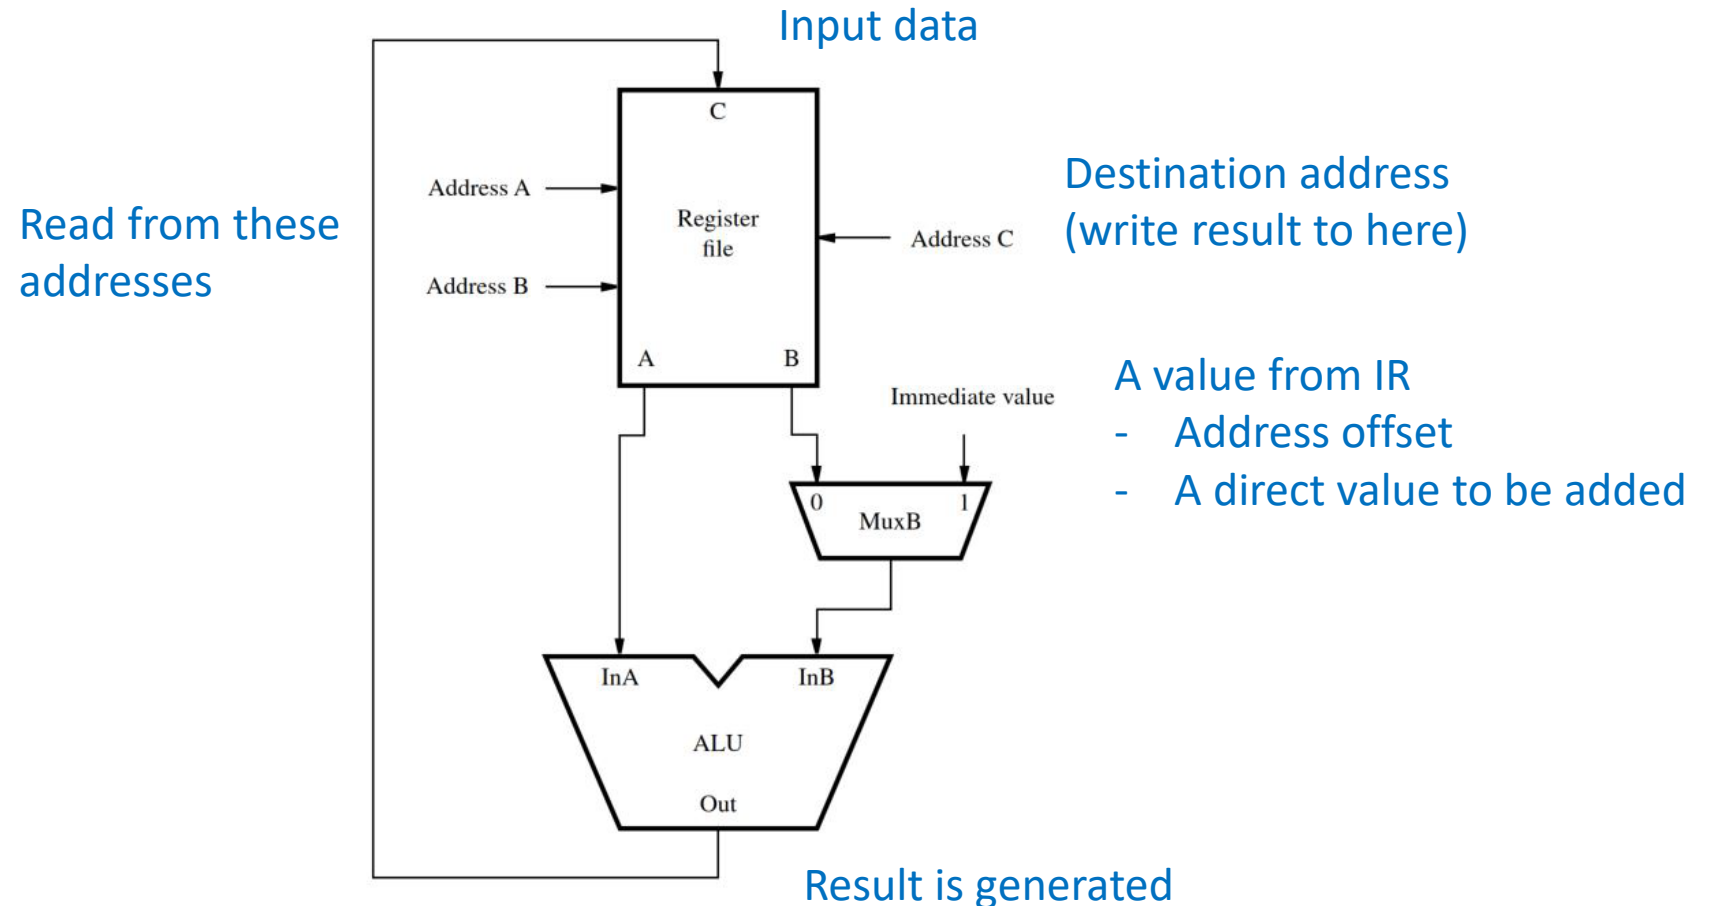 Input data
C
Address A
Read from these
addresses
Register
file
Address B
Address C
Destination address
(write result to here)
A
B
Immediate value
A value from IR
- Address offset
- A direct value to be added
0
1
MuxB
InA
InB
ALU
Out
Result is generated